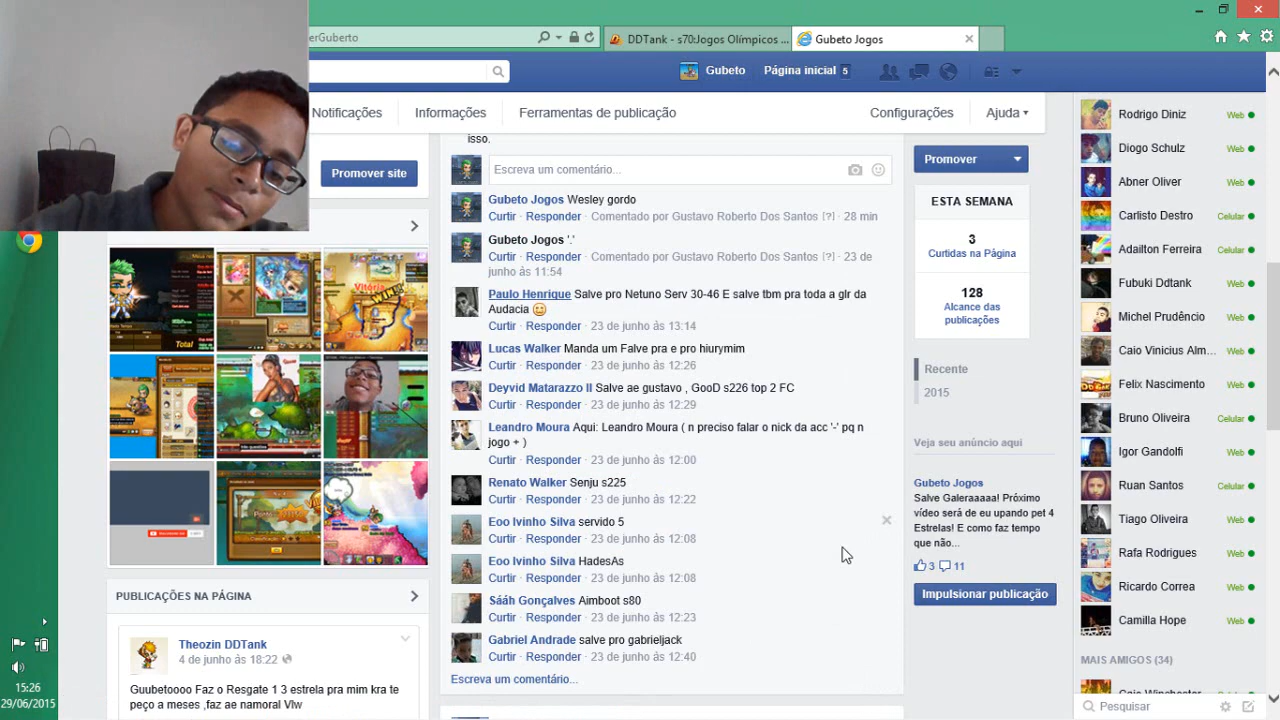 erGuberto
DDTank - s70:Jogos Olímpicos ...
Gubeto Jogos
Gubeto
Página inicial 5
Notificações
Informações
Ferramentas de publicação
Configurações
Ajuda
Promover site
isso.
Escreva um comentário...
Gubeto Jogos Wesley gordo
Curtir · Responder · Comentado por Gustavo Roberto Dos Santos [?] · 28 min
Gubeto Jogos '.'
Curtir · Responder · Comentado por Gustavo Roberto Dos Santos [?] · 23 de
junho às 11:54
Paulo Henrique Salve pro Netuno Serv 30-46 E salve tbm pra toda a glr da
Audacia
Curtir · Responder · 23 de junho às 13:14
Lucas Walker Manda um Fave pra e pro hiurymim
Curtir · Responder · 23 de junho às 12:26
Deyvid Matarazzo II Salve ae gustavo , GooD s226 top 2 FC
Curtir · Responder · 23 de junho às 12:29
Leandro Moura Aqui: Leandro Moura ( n preciso falar o nick da acc '-' pq n
jogo + )
Curtir · Responder · 23 de junho às 12:00
Renato Walker Senju s225
Curtir · Responder · 23 de junho às 12:22
Eoo Ivinho Silva servido 5
Curtir · Responder · 23 de junho às 12:08
Eoo Ivinho Silva HadesAs
Curtir · Responder · 23 de junho às 12:08
Sááh Gonçalves Aimboot s80
Curtir · Responder · 23 de junho às 12:23
Gabriel Andrade salve pro gabrieljack
Curtir · Responder · 23 de junho às 12:40
Escreva um comentário...
Vitória
Total
PUBLICAÇÕES NA PÁGINA
Theozin DDTank
4 de junho às 18:22
Guubetoooo Faz o Resgate 1 3 estrela pra mim kra te
peço a meses ,faz ae namoral Vlw
Promover
ESTA SEMANA
3
Curtidas na Página
128
Alcance das
publicações
Recente
2015
Veja seu anúncio aqui
Gubeto Jogos
Salve Galeraaaaa! Próximo
vídeo será de eu upando pet 4
Estrelas! E como faz tempo
que não...
3 11
Impulsionar publicação
Rodrigo Diniz Web
Diogo Schulz Web
Abner Oliver Web
Carlisto Destro Celular
Adailton Ferreira Celular
Fubuki Ddtank Web
Michel Prudêncio Web
Caio Vinícius Alm... Web
Felix Nascimento Web
Bruno Oliveira Celular
Igor Gandolfi Web
Ruan Santos Celular
Tiago Oliveira Web
Rafa Rodrigues Web
Ricardo Correa Web
Camilla Hope Web
MAIS AMIGOS (34)
Caio Winchester
Pesquisar
15:26
29/06/2015